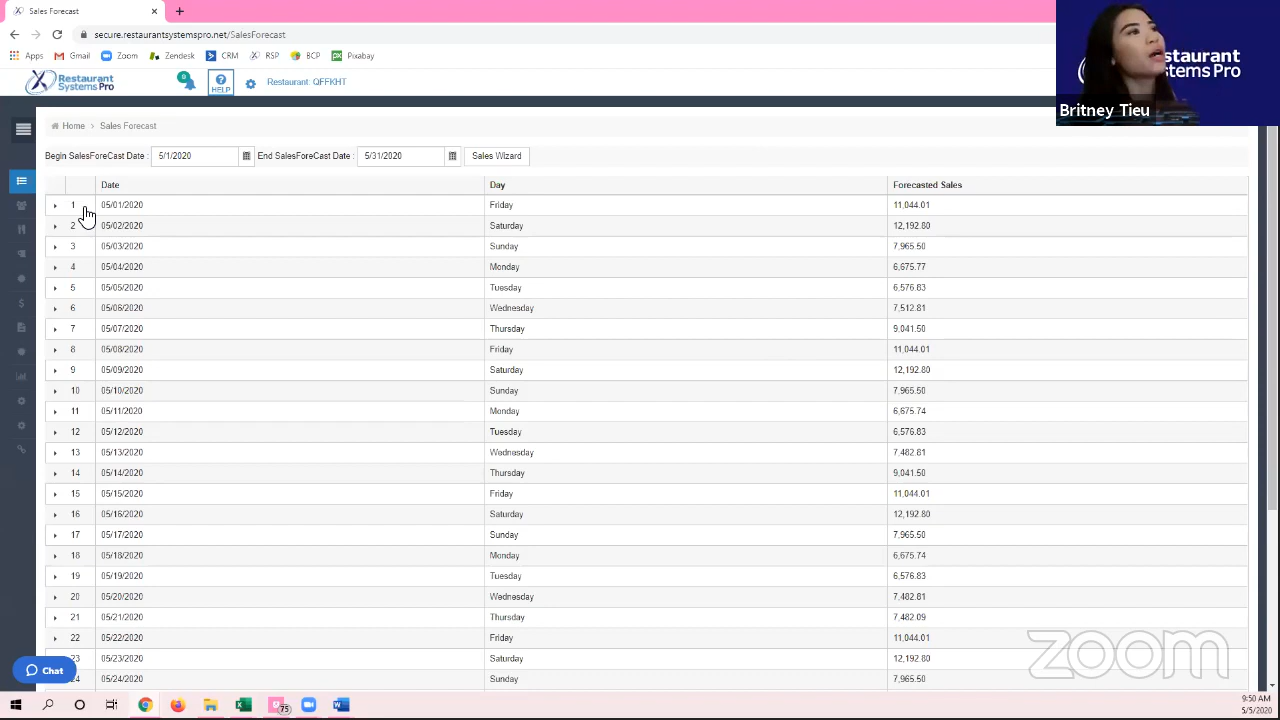 Sales Forecast
secure.restaurantsystemspro.net/SalesForecast
Apps Gmail Zoom Zendesk CRM RSP BCP Pixabay
Restaurant Systems Pro
9
HELP
Restaurant: QFFKHT
Restaurant Systems Pro
Britney Tieu
Home > Sales Forecast
Begin SalesForeCast Date : 5/1/2020 End SalesForeCast Date : 5/31/2020 Sales Wizard
Date Day Forecasted Sales
1 05/01/2020 Friday 11,044.01
2 05/02/2020 Saturday 12,192.80
3 05/03/2020 Sunday 7,965.50
4 05/04/2020 Monday 6,675.77
5 05/05/2020 Tuesday 6,576.83
6 05/06/2020 Wednesday 7,512.81
7 05/07/2020 Thursday 9,041.50
8 05/08/2020 Friday 11,044.01
9 05/09/2020 Saturday 12,192.80
10 05/10/2020 Sunday 7,965.50
11 05/11/2020 Monday 6,675.74
12 05/12/2020 Tuesday 6,576.83
13 05/13/2020 Wednesday 7,482.81
14 05/14/2020 Thursday 9,041.50
15 05/15/2020 Friday 11,044.01
16 05/16/2020 Saturday 12,192.80
17 05/17/2020 Sunday 7,965.50
18 05/18/2020 Monday 6,675.74
19 05/19/2020 Tuesday 6,576.83
20 05/20/2020 Wednesday 7,482.81
21 05/21/2020 Thursday 7,482.09
22 05/22/2020 Friday 11,044.01
23 05/23/2020 Saturday 12,192.80
24 05/24/2020 Sunday 7,965.50
Chat
zoom
75
9:50 AM
5/5/2020